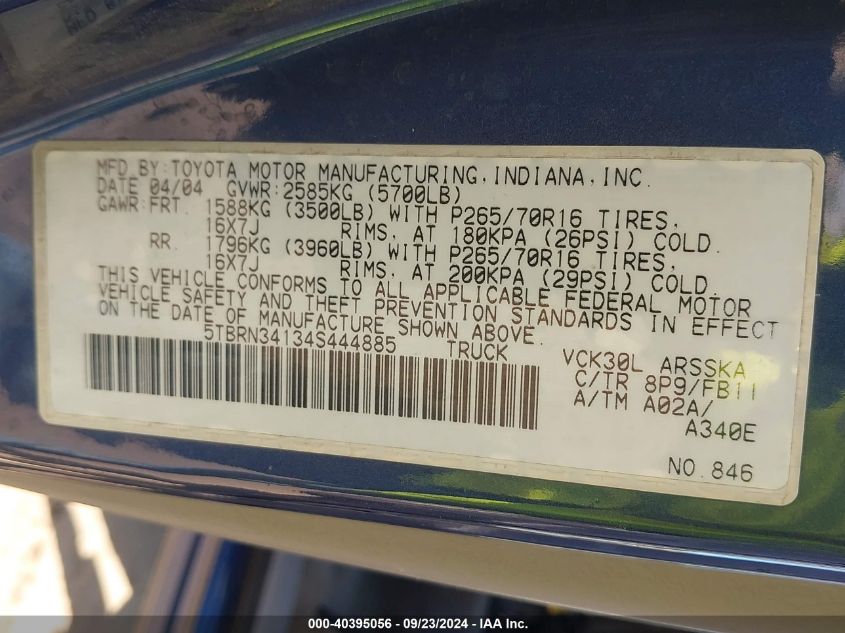 MFD. BY: TOYOTA MOTOR MANUFACTURING, INDIANA, INC.
DATE 04/04 GVWR: 2585KG (5700LB)
GAWR: FRT. 1588KG (3500LB) WITH P265/70R16 TIRES,
16X7J RIMS, AT 180KPA (26PSI) COLD.
RR. 1796KG (3960LB) WITH P265/70R16 TIRES,
16X7J RIMS, AT 200KPA (29PSI) COLD.
THIS VEHICLE CONFORMS TO ALL APPLICABLE FEDERAL MOTOR
VEHICLE SAFETY AND THEFT PREVENTION STANDARDS IN EFFECT
ON THE DATE OF MANUFACTURE SHOWN ABOVE.
5TBRN34134S444885 TRUCK
VCK30L ARSSKA
C/TR 8P9/FB11
A/TM A02A/
A340E
NO. 846
000-40395056 / 09/23/2024 - IAA Inc.